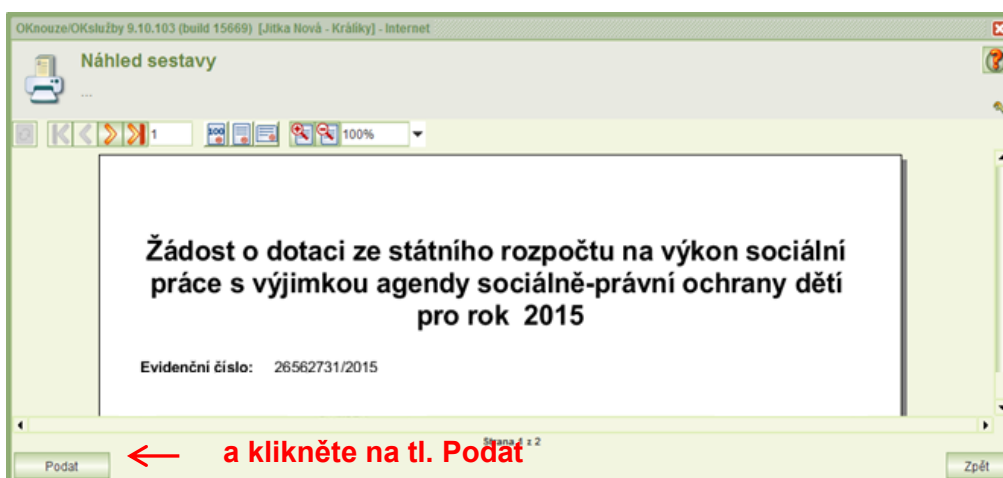 OKnouze/OKslužby 9.10.103 (build 15669) [Jitka Nová - Králíky] - Internet
Náhled sestavy
...
1
100
100%
Žádost o dotaci ze státního rozpočtu na výkon sociální
práce s výjimkou agendy sociálně-právní ochrany dětí
pro rok 2015
Evidenční číslo: 26562731/2015
Strana 1 z 2
a klikněte na tl. Podat
Podat
Zpět